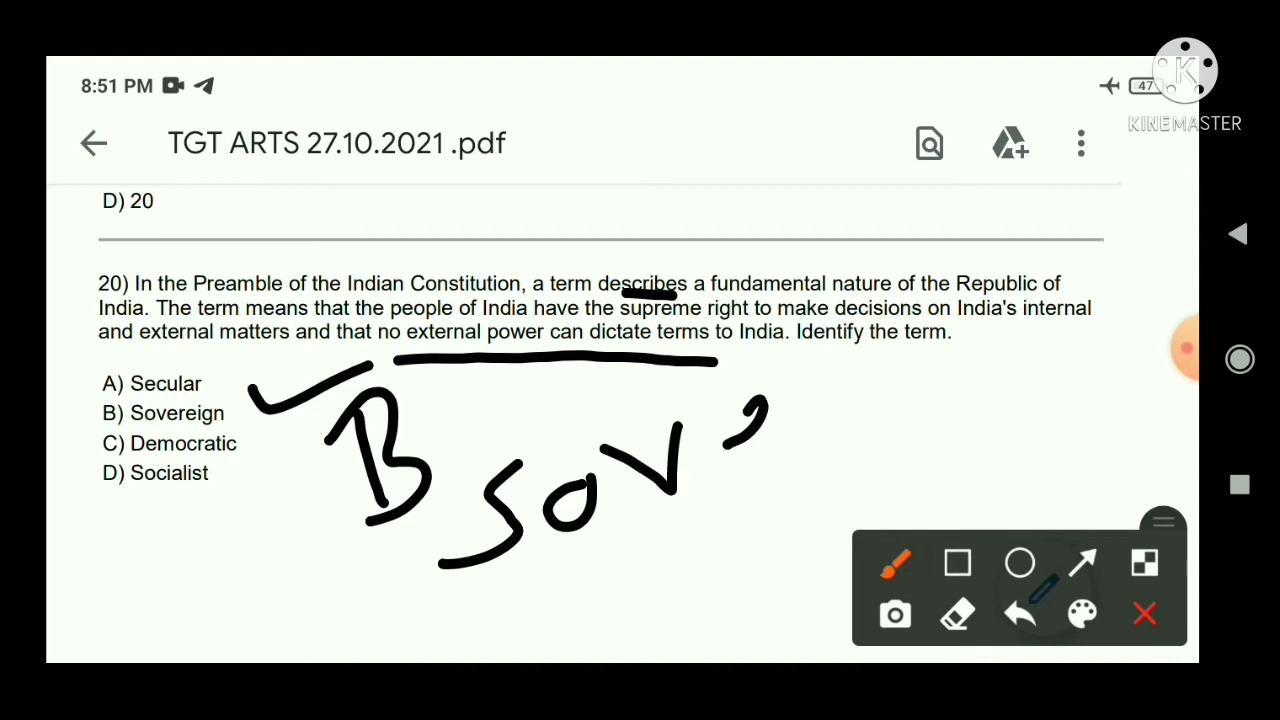 8:51 PM
47
K
KINEMASTER
TGT ARTS 27.10.2021 .pdf
D) 20
20) In the Preamble of the Indian Constitution, a term describes a fundamental nature of the Republic of
India. The term means that the people of India have the supreme right to make decisions on India's internal
and external matters and that no external power can dictate terms to India. Identify the term.
A) Secular
B) Sovereign
C) Democratic
D) Socialist
B
Sov,